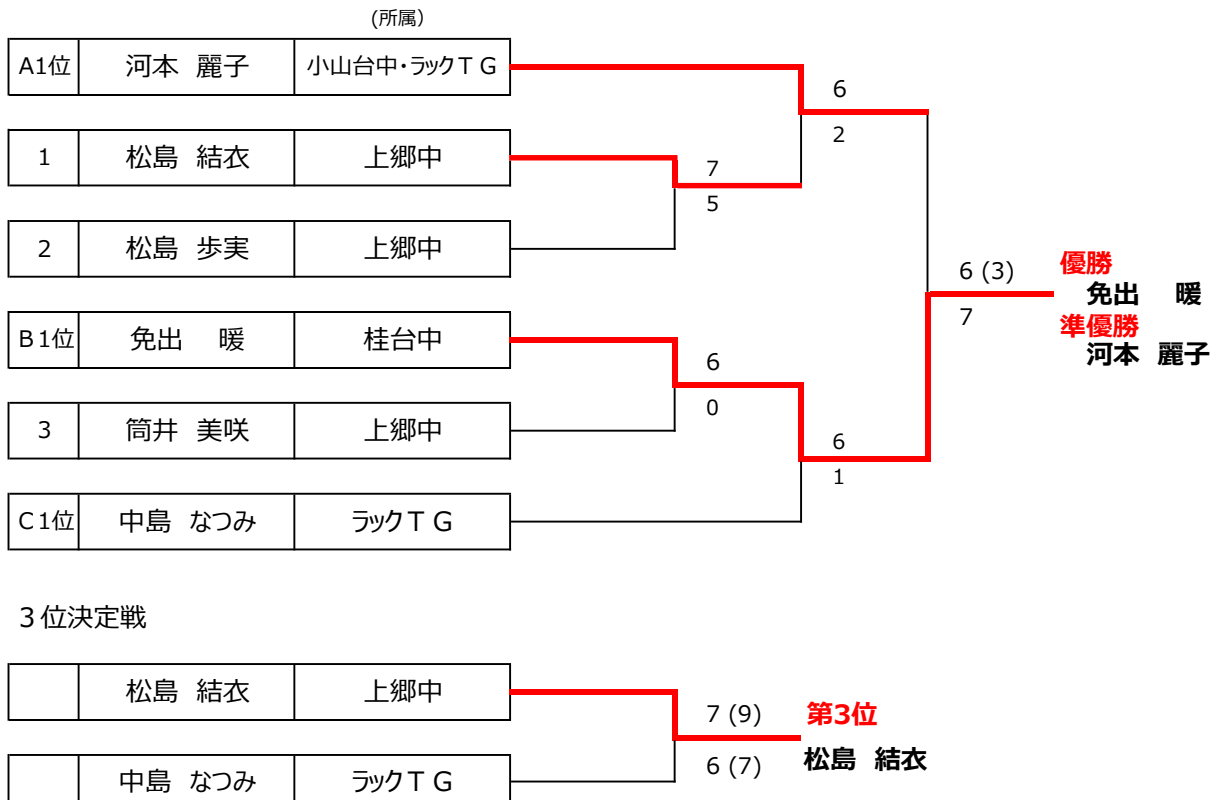 (所属）
A1位 河本 麗子 小山台中・ラックＴＧ
6
2
1 松島 結衣 上郷中
7
5
2 松島 歩実 上郷中
6 (3)
7
優勝
免出　暖
準優勝
河本 麗子
Ｂ1位 免出　暖 桂台中
6
0
3 筒井 美咲 上郷中
6
1
Ｃ1位 中島 なつみ ラックＴＧ
３位決定戦
松島 結衣 上郷中
7 (9)
6 (7)
第3位
松島 結衣
中島 なつみ ラックＴＧ